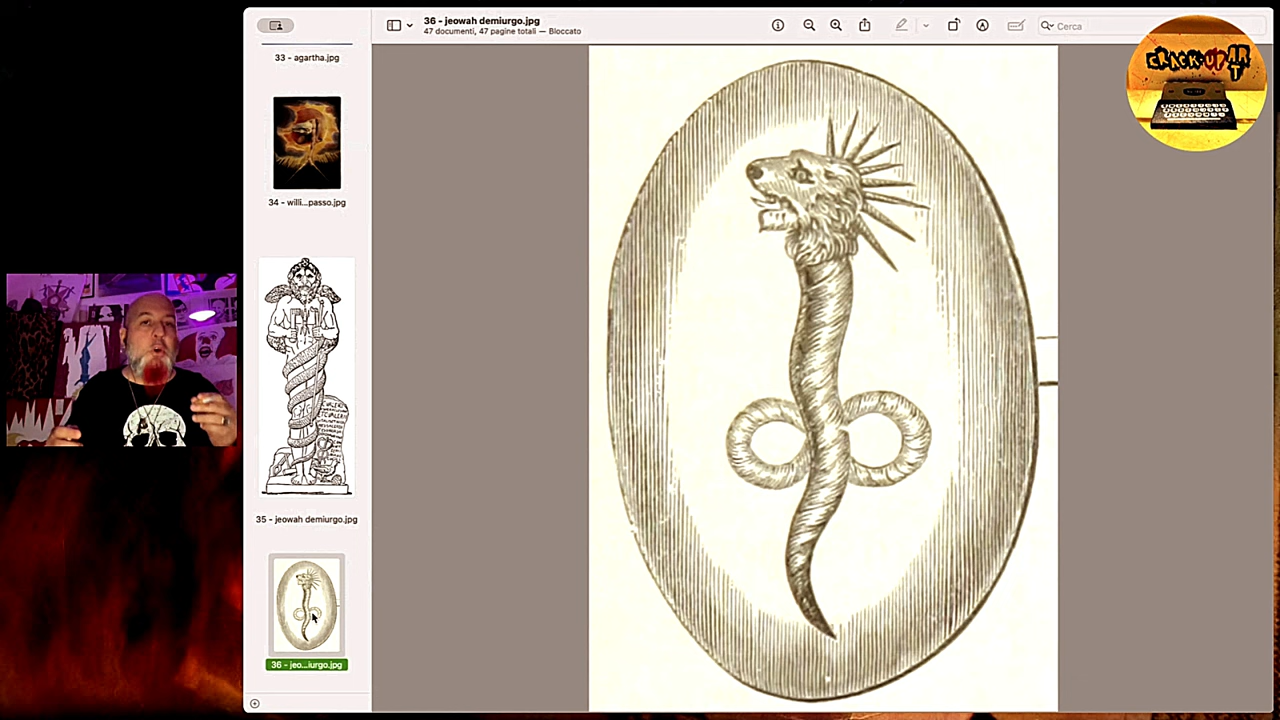 36 - jeowah demiurgo.jpg
47 documenti, 47 pagine totali — Bloccato
Cerca
CRACK-UP ART
33 - agartha.jpg
34 - willi...passo.jpg
35 - jeowah demiurgo.jpg
36 - jeo...iurgo.jpg